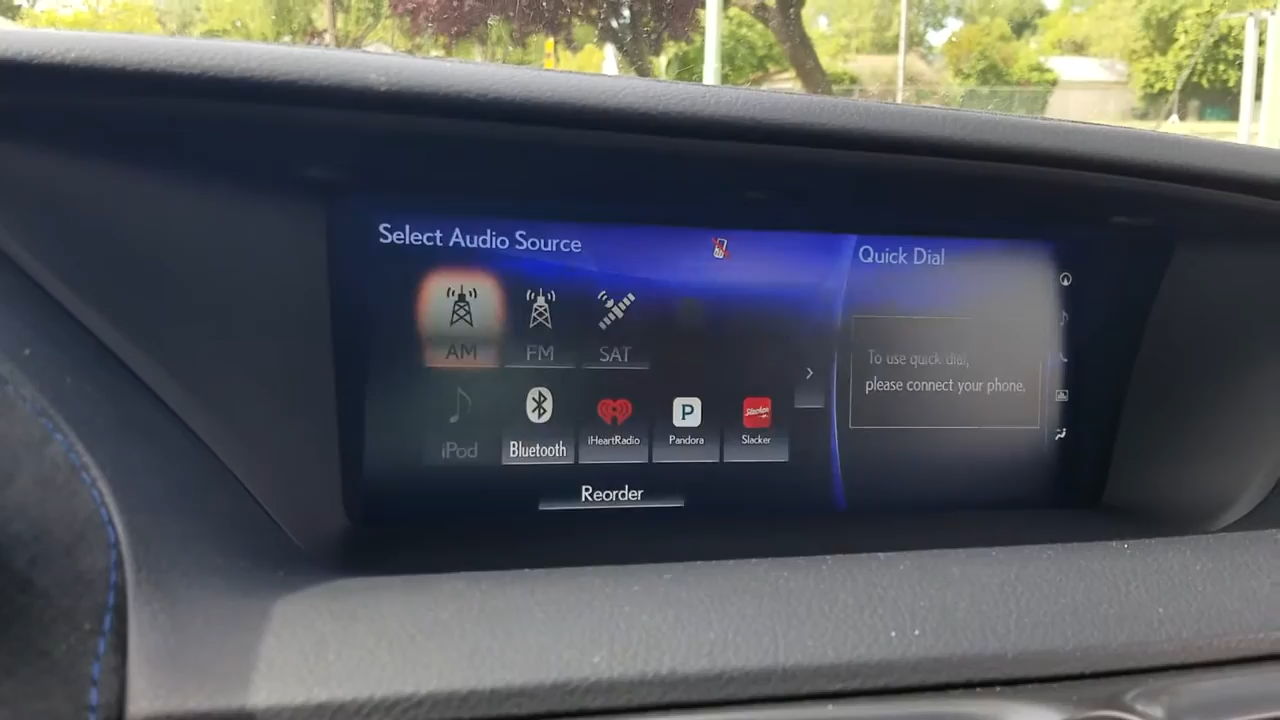 Select Audio Source
Quick Dial
AM
FM
SAT
To use quick dial,
please connect your phone.
iPod
Bluetooth
iHeartRadio
P
Pandora
Slacker
Slacker
Reorder